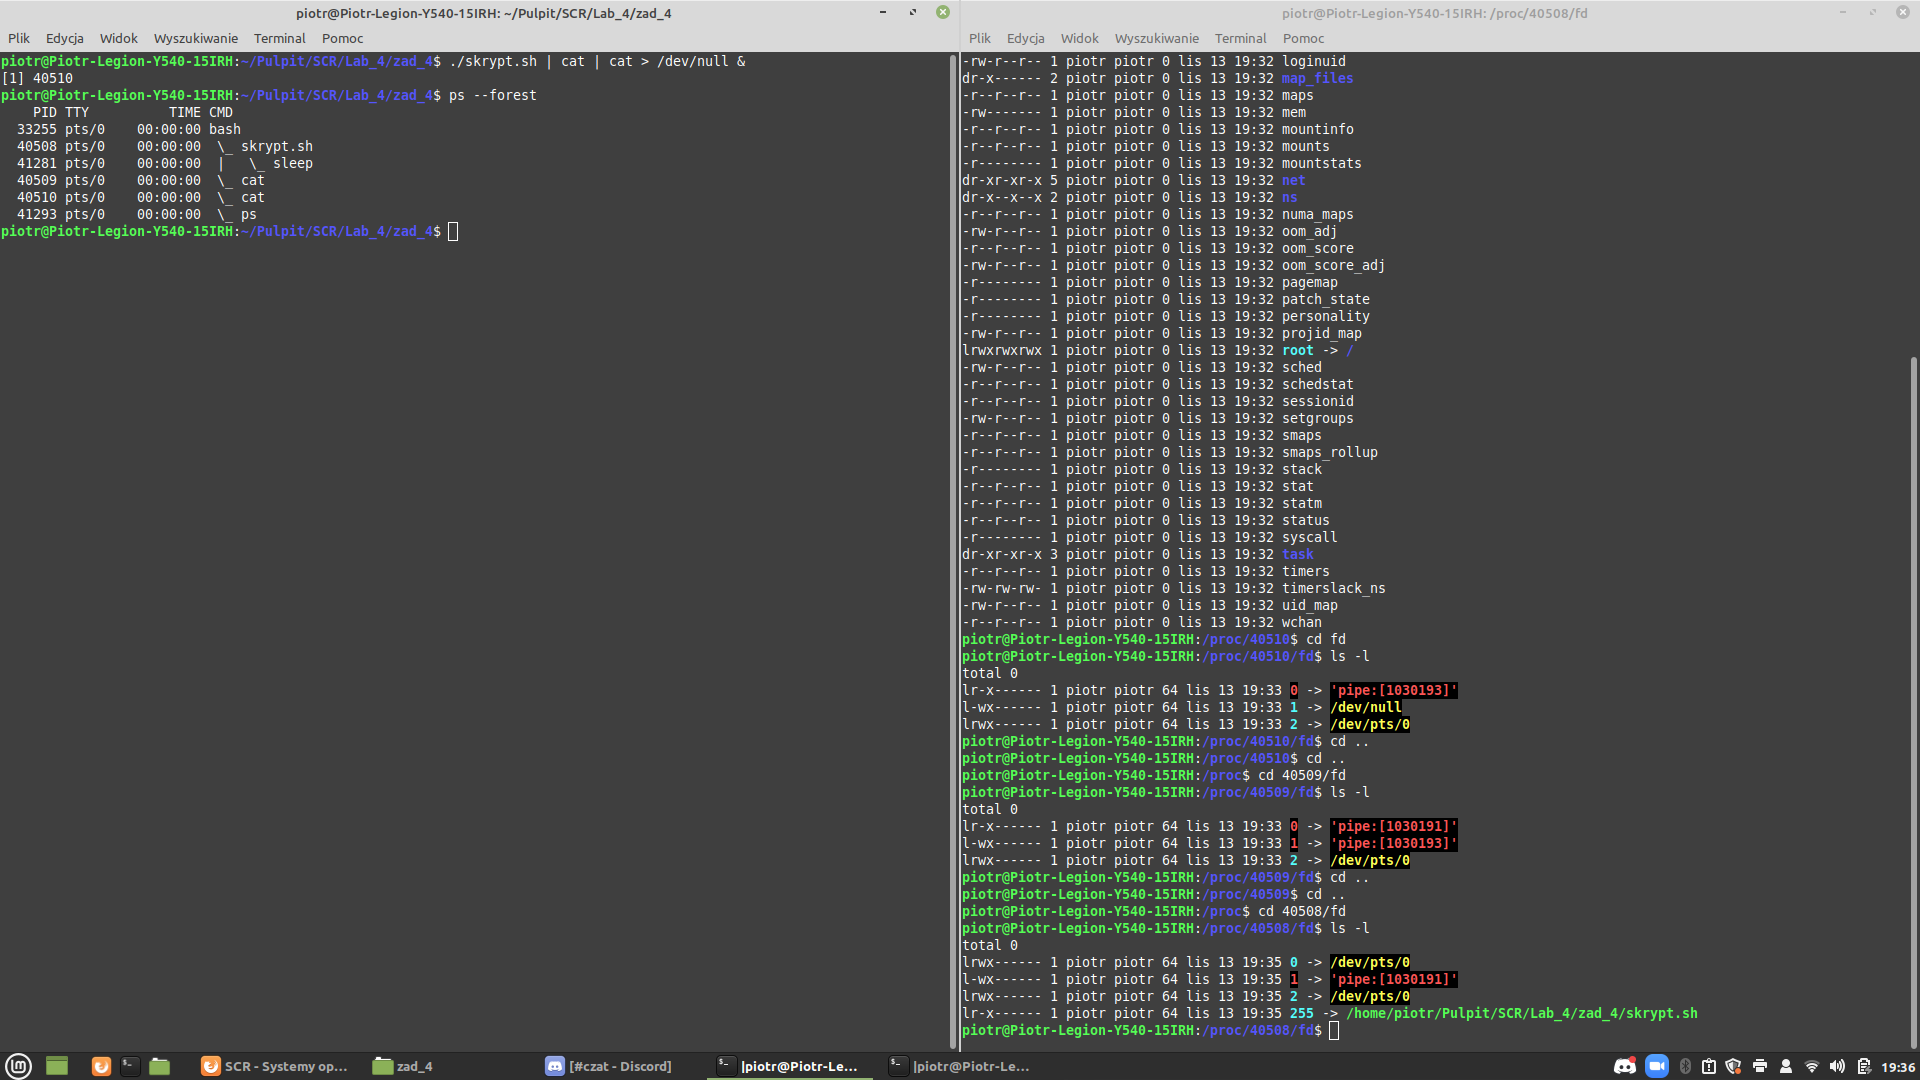 piotr@Piotr-Legion-Y540-15IRH: ~/Pulpit/SCR/Lab_4/zad_4
Plik Edycja Widok Wyszukiwanie Terminal Pomoc
piotr@Piotr-Legion-Y540-15IRH:~/Pulpit/SCR/Lab_4/zad_4$ ./skrypt.sh | cat | cat > /dev/null &
[1] 40510
piotr@Piotr-Legion-Y540-15IRH:~/Pulpit/SCR/Lab_4/zad_4$ ps --forest
    PID TTY          TIME CMD
  33255 pts/0    00:00:00 bash
  40508 pts/0    00:00:00  \_ skrypt.sh
  41281 pts/0    00:00:00  |   \_ sleep
  40509 pts/0    00:00:00  \_ cat
  40510 pts/0    00:00:00  \_ cat
  41293 pts/0    00:00:00  \_ ps
piotr@Piotr-Legion-Y540-15IRH:~/Pulpit/SCR/Lab_4/zad_4$
piotr@Piotr-Legion-Y540-15IRH: /proc/40508/fd
Plik Edycja Widok Wyszukiwanie Terminal Pomoc
-rw-r--r-- 1 piotr piotr 0 lis 13 19:32 loginuid
dr-x------ 2 piotr piotr 0 lis 13 19:32 map_files
-r--r--r-- 1 piotr piotr 0 lis 13 19:32 maps
-rw------- 1 piotr piotr 0 lis 13 19:32 mem
-r--r--r-- 1 piotr piotr 0 lis 13 19:32 mountinfo
-r--r--r-- 1 piotr piotr 0 lis 13 19:32 mounts
-r-------- 1 piotr piotr 0 lis 13 19:32 mountstats
dr-xr-xr-x 5 piotr piotr 0 lis 13 19:32 net
dr-x--x--x 2 piotr piotr 0 lis 13 19:32 ns
-r--r--r-- 1 piotr piotr 0 lis 13 19:32 numa_maps
-rw-r--r-- 1 piotr piotr 0 lis 13 19:32 oom_adj
-r--r--r-- 1 piotr piotr 0 lis 13 19:32 oom_score
-rw-r--r-- 1 piotr piotr 0 lis 13 19:32 oom_score_adj
-r-------- 1 piotr piotr 0 lis 13 19:32 pagemap
-r-------- 1 piotr piotr 0 lis 13 19:32 patch_state
-r-------- 1 piotr piotr 0 lis 13 19:32 personality
-rw-r--r-- 1 piotr piotr 0 lis 13 19:32 projid_map
lrwxrwxrwx 1 piotr piotr 0 lis 13 19:32 root -> /
-rw-r--r-- 1 piotr piotr 0 lis 13 19:32 sched
-r--r--r-- 1 piotr piotr 0 lis 13 19:32 schedstat
-r--r--r-- 1 piotr piotr 0 lis 13 19:32 sessionid
-rw-r--r-- 1 piotr piotr 0 lis 13 19:32 setgroups
-r--r--r-- 1 piotr piotr 0 lis 13 19:32 smaps
-r--r--r-- 1 piotr piotr 0 lis 13 19:32 smaps_rollup
-r-------- 1 piotr piotr 0 lis 13 19:32 stack
-r--r--r-- 1 piotr piotr 0 lis 13 19:32 stat
-r--r--r-- 1 piotr piotr 0 lis 13 19:32 statm
-r--r--r-- 1 piotr piotr 0 lis 13 19:32 status
-r-------- 1 piotr piotr 0 lis 13 19:32 syscall
dr-xr-xr-x 3 piotr piotr 0 lis 13 19:32 task
-r--r--r-- 1 piotr piotr 0 lis 13 19:32 timers
-rw-rw-rw- 1 piotr piotr 0 lis 13 19:32 timerslack_ns
-rw-r--r-- 1 piotr piotr 0 lis 13 19:32 uid_map
-r--r--r-- 1 piotr piotr 0 lis 13 19:32 wchan
piotr@Piotr-Legion-Y540-15IRH:/proc/40510$ cd fd
piotr@Piotr-Legion-Y540-15IRH:/proc/40510/fd$ ls -l
total 0
lr-x------ 1 piotr piotr 64 lis 13 19:33 0 -> 'pipe:[1030193]'
l-wx------ 1 piotr piotr 64 lis 13 19:33 1 -> /dev/null
lrwx------ 1 piotr piotr 64 lis 13 19:33 2 -> /dev/pts/0
piotr@Piotr-Legion-Y540-15IRH:/proc/40510/fd$ cd ..
piotr@Piotr-Legion-Y540-15IRH:/proc/40510$ cd ..
piotr@Piotr-Legion-Y540-15IRH:/proc$ cd 40509/fd
piotr@Piotr-Legion-Y540-15IRH:/proc/40509/fd$ ls -l
total 0
lr-x------ 1 piotr piotr 64 lis 13 19:33 0 -> 'pipe:[1030191]'
l-wx------ 1 piotr piotr 64 lis 13 19:33 1 -> 'pipe:[1030193]'
lrwx------ 1 piotr piotr 64 lis 13 19:33 2 -> /dev/pts/0
piotr@Piotr-Legion-Y540-15IRH:/proc/40509/fd$ cd ..
piotr@Piotr-Legion-Y540-15IRH:/proc/40509$ cd ..
piotr@Piotr-Legion-Y540-15IRH:/proc$ cd 40508/fd
piotr@Piotr-Legion-Y540-15IRH:/proc/40508/fd$ ls -l
total 0
lrwx------ 1 piotr piotr 64 lis 13 19:35 0 -> /dev/pts/0
l-wx------ 1 piotr piotr 64 lis 13 19:35 1 -> 'pipe:[1030191]'
lrwx------ 1 piotr piotr 64 lis 13 19:35 2 -> /dev/pts/0
lr-x------ 1 piotr piotr 64 lis 13 19:35 255 -> /home/piotr/Pulpit/SCR/Lab_4/zad_4/skrypt.sh
piotr@Piotr-Legion-Y540-15IRH:/proc/40508/fd$
SCR - Systemy op... zad_4 [#czat - Discord] |piotr@Piotr-Le... |piotr@Piotr-Le... 19:36